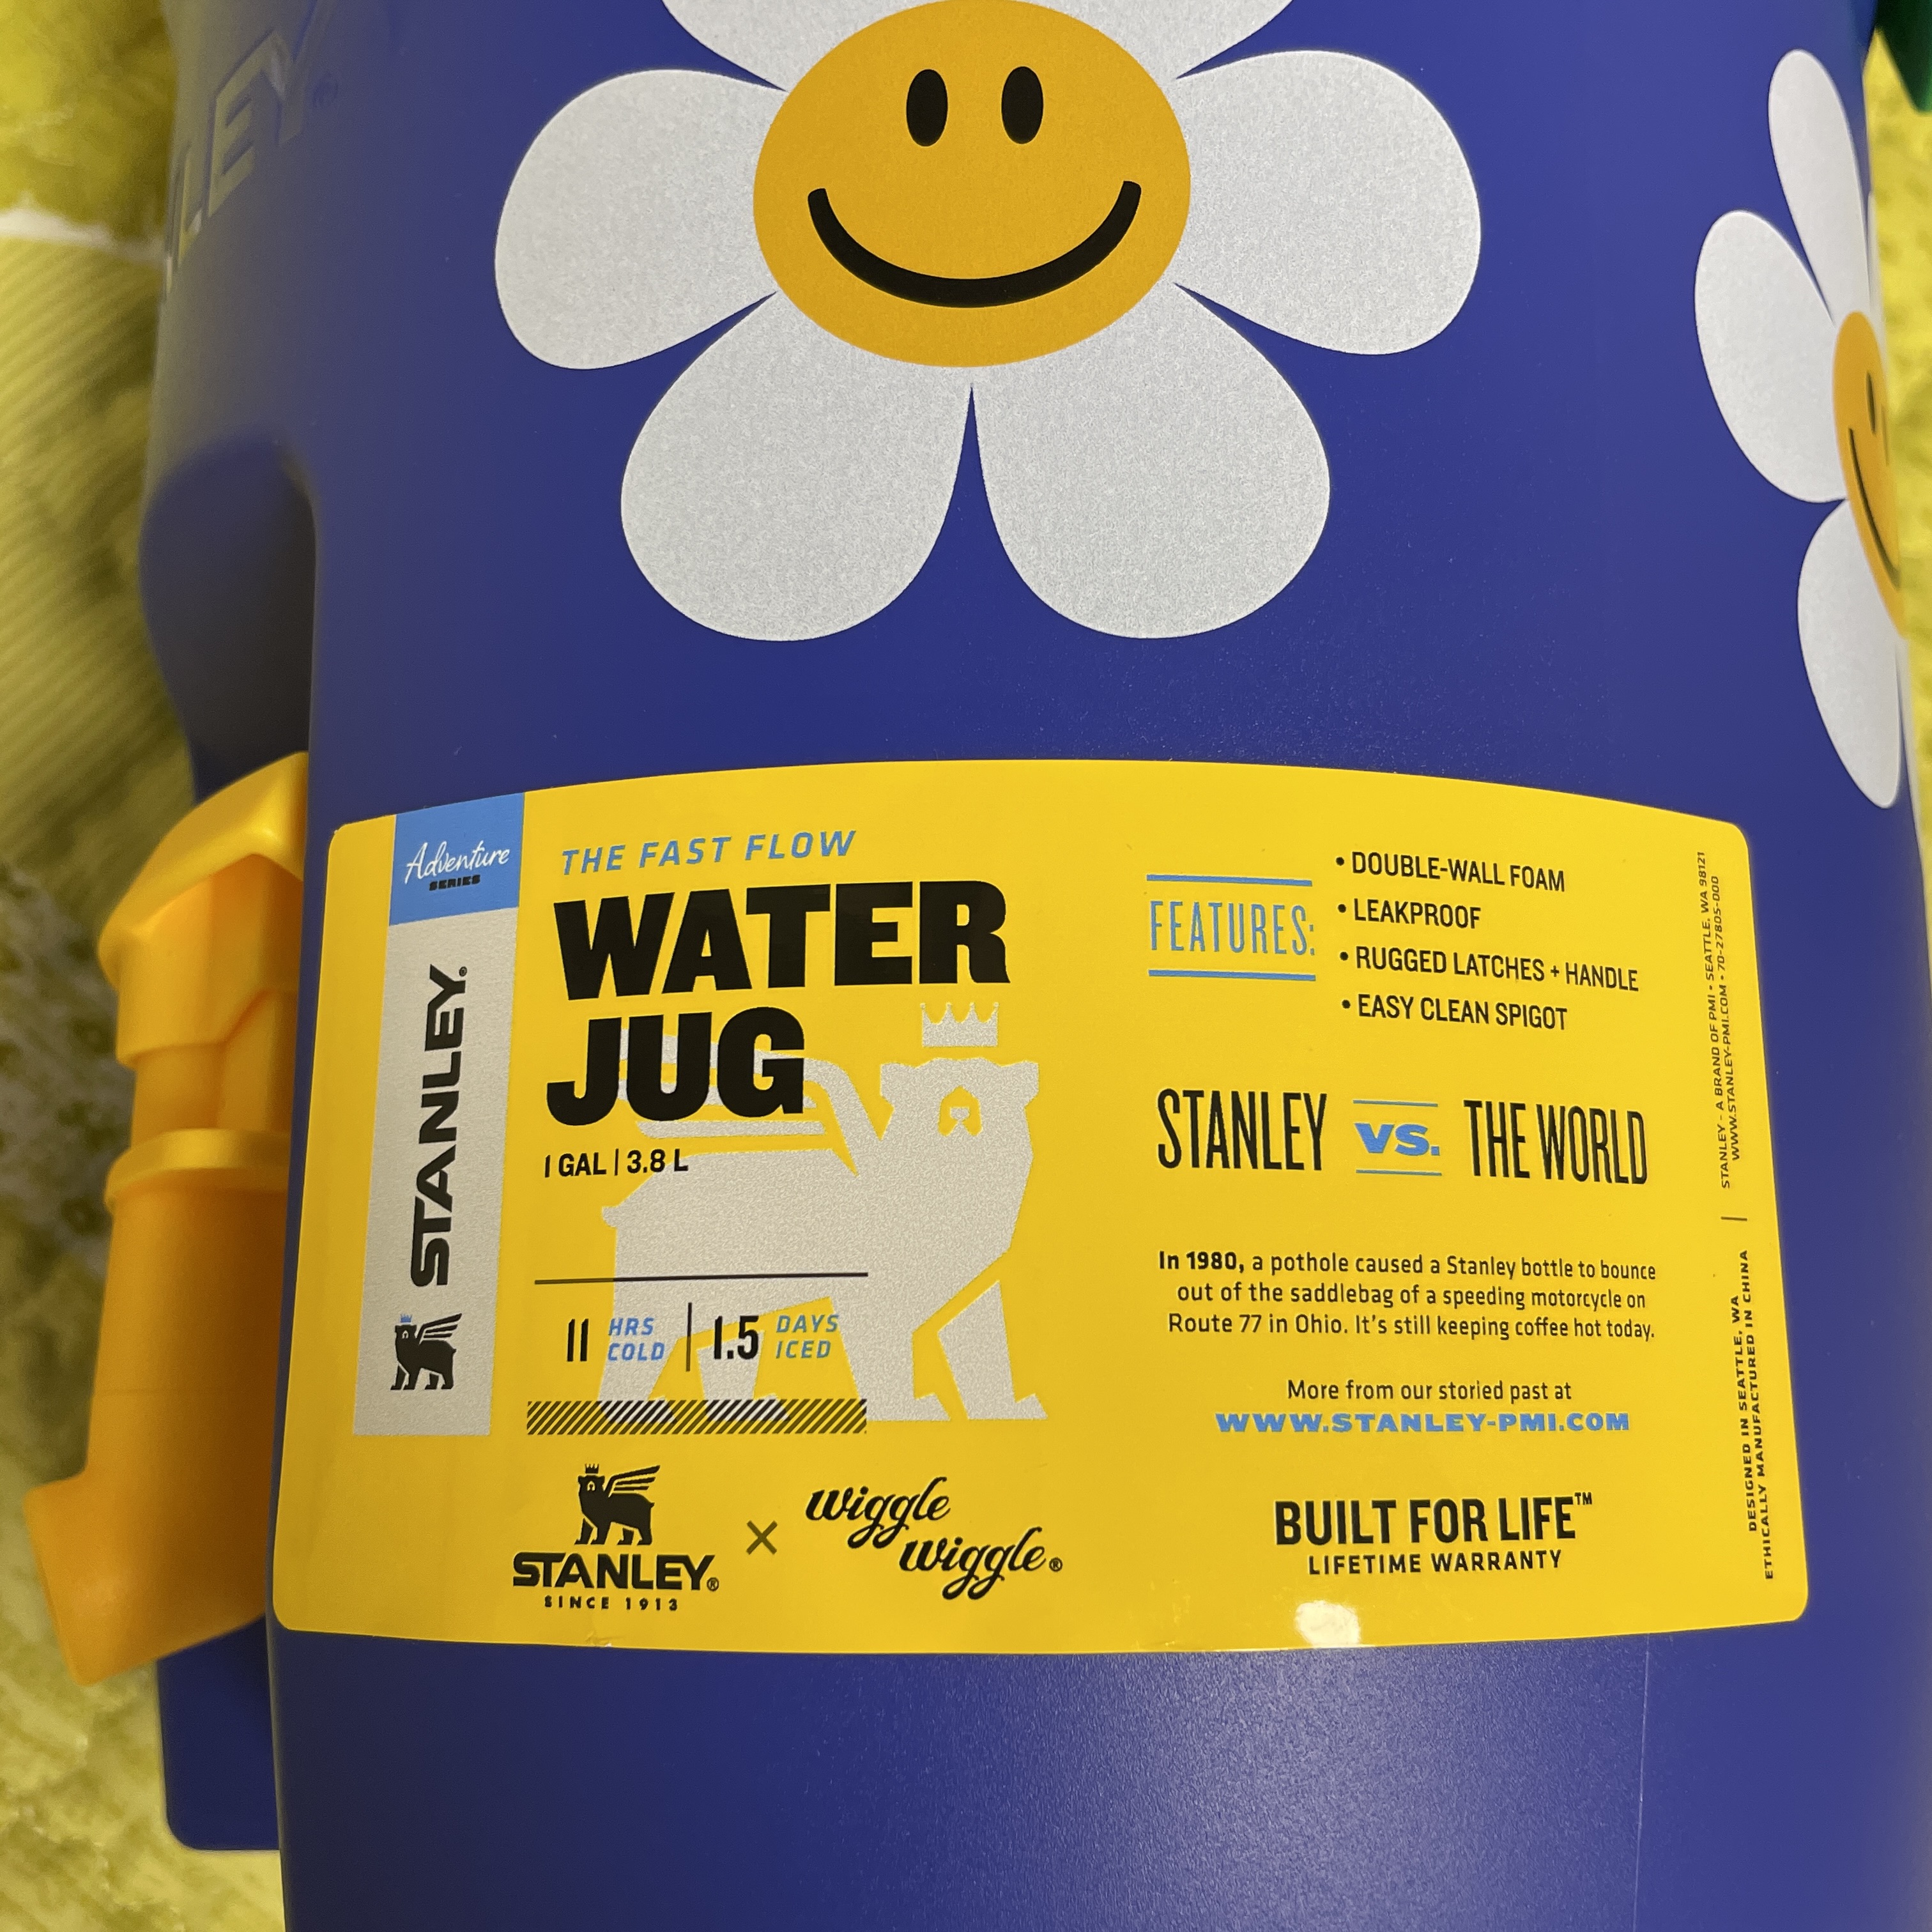 LEY®
Adventure
SERIES
STANLEY®
THE FAST FLOW
WATER
JUG
1 GAL | 3.8 L
11 HRS COLD | 1.5 DAYS ICED
STANLEY®
SINCE 1913
×
wiggle
wiggle®
FEATURES:
• DOUBLE-WALL FOAM
• LEAKPROOF
• RUGGED LATCHES + HANDLE
• EASY CLEAN SPIGOT
STANLEY VS. THE WORLD
In 1980, a pothole caused a Stanley bottle to bounce
out of the saddlebag of a speeding motorcycle on
Route 77 in Ohio. It's still keeping coffee hot today.
More from our storied past at
WWW.STANLEY-PMI.COM
BUILT FOR LIFE™
LIFETIME WARRANTY
STANLEY - A BRAND OF PMI • SEATTLE, WA 98121
WWW.STANLEY-PMI.COM • 70-27805-000
|
DESIGNED IN SEATTLE, WA
ETHICALLY MANUFACTURED IN CHINA